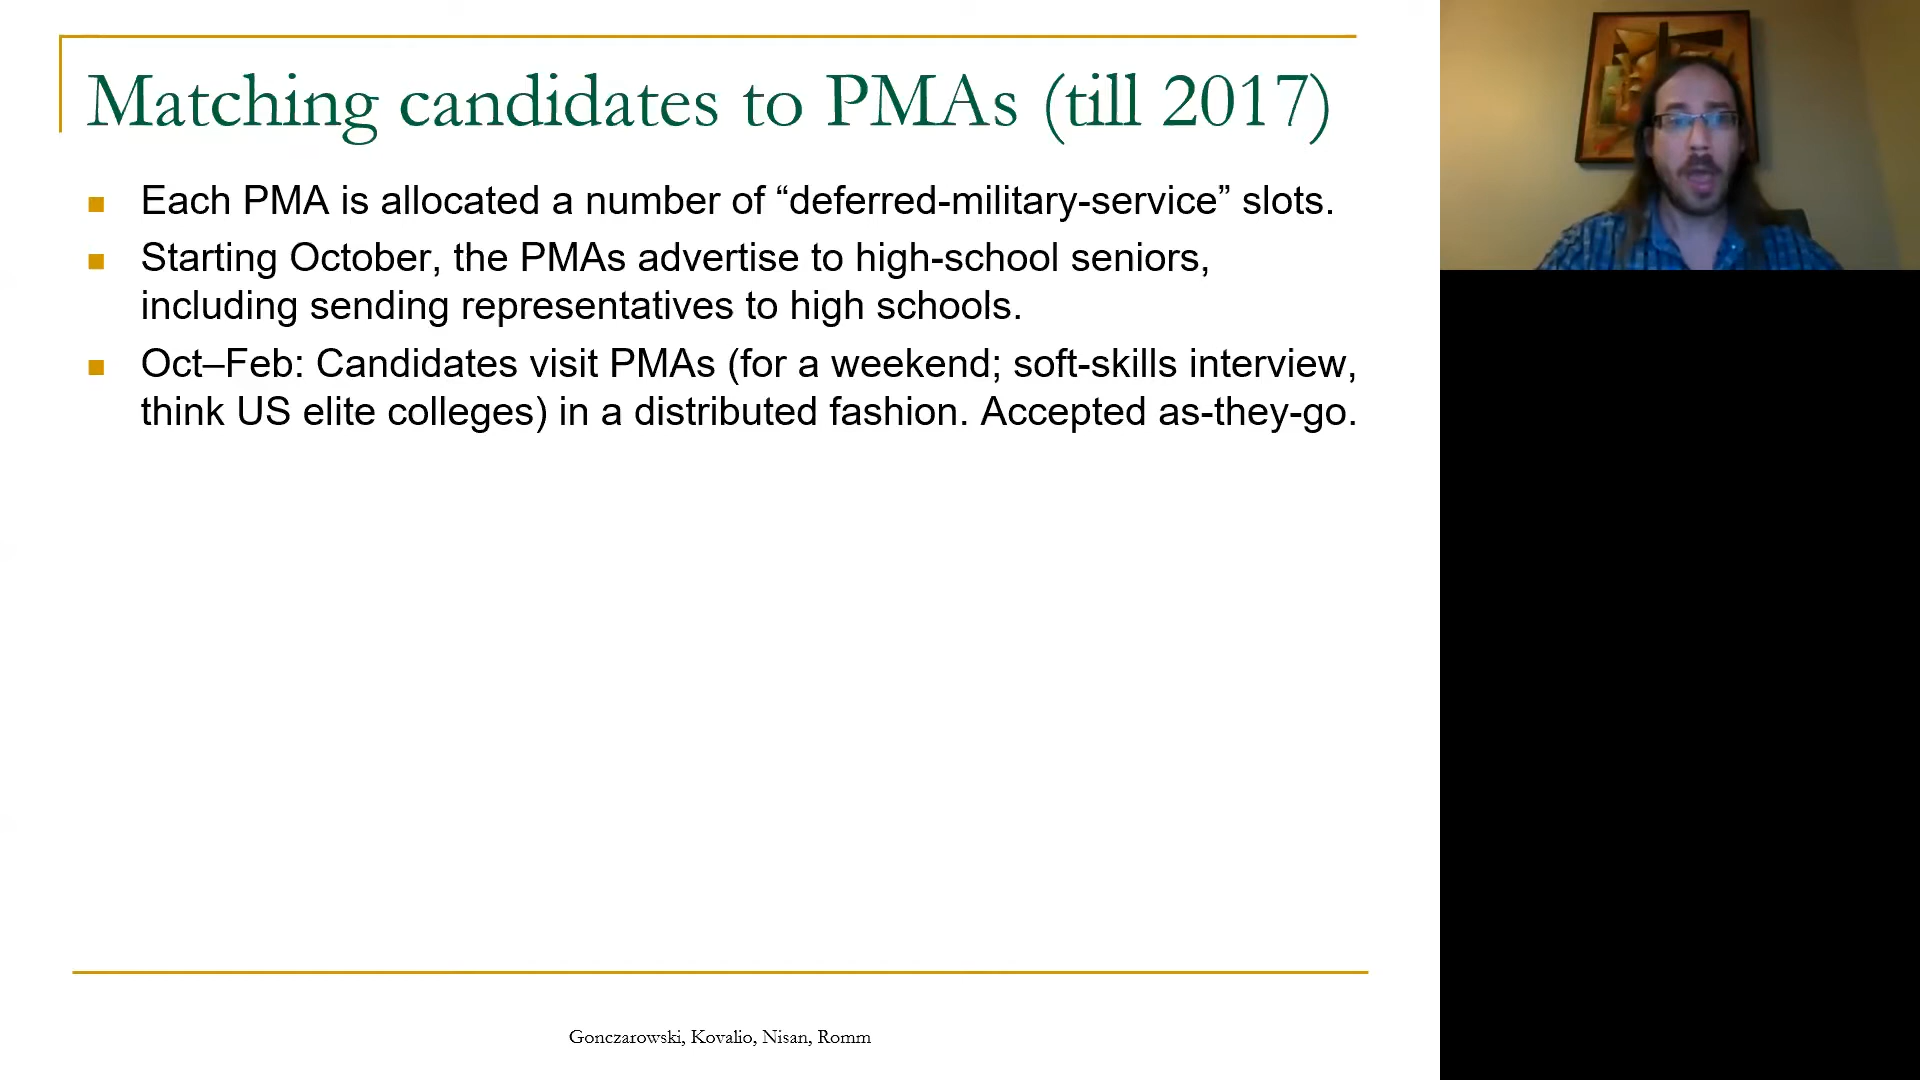 Matching candidates to PMAs (till 2017)
Each PMA is allocated a number of “deferred-military-service” slots.
Starting October, the PMAs advertise to high-school seniors,
including sending representatives to high schools.
Oct–Feb: Candidates visit PMAs (for a weekend; soft-skills interview,
think US elite colleges) in a distributed fashion. Accepted as-they-go.
Gonczarowski, Kovalio, Nisan, Romm